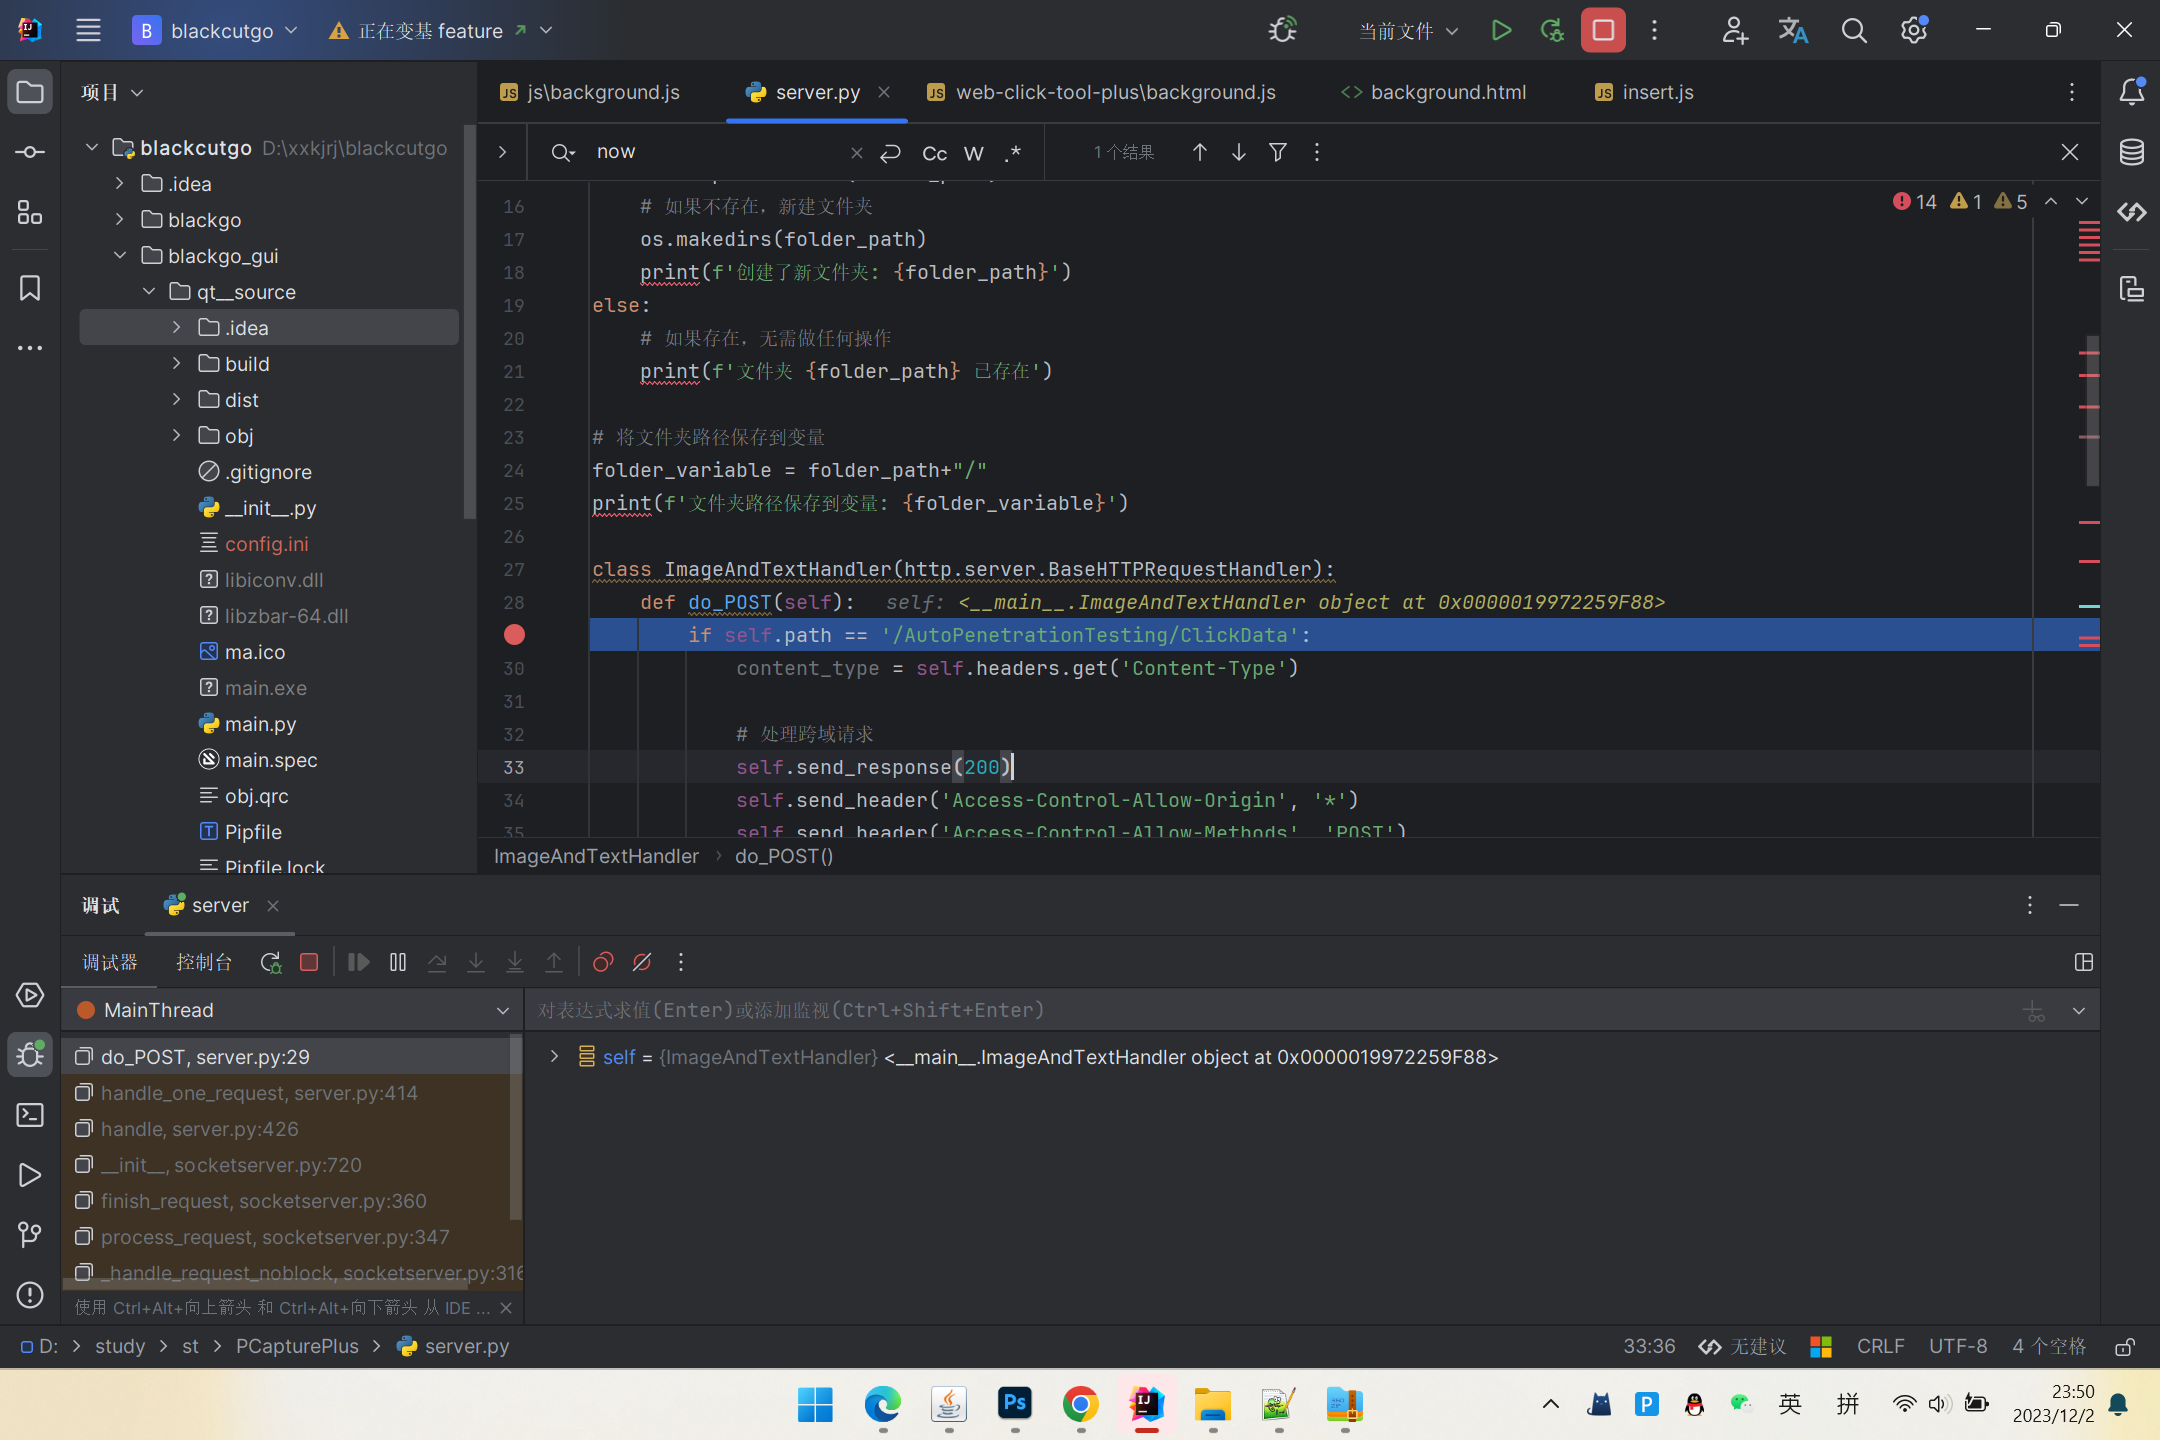 B blackcutgo 正在变基 feature
当前文件
项目
js\background.js
server.py
web-click-tool-plus\background.js
background.html
insert.js
now
Cc W .*
1 个结果
blackcutgo D:\xxkjrj\blackcutgo
.idea
blackgo
blackgo_gui
qt__source
.idea
build
dist
obj
.gitignore
__init__.py
config.ini
libiconv.dll
libzbar-64.dll
ma.ico
main.exe
main.py
main.spec
obj.qrc
Pipfile
Pipfile.lock
14 1 5
16 # 如果不存在，新建文件夹
17 os.makedirs(folder_path)
18 print(f'创建了新文件夹: {folder_path}')
19 else:
20 # 如果存在，无需做任何操作
21 print(f'文件夹 {folder_path} 已存在')
22
23 # 将文件夹路径保存到变量
24 folder_variable = folder_path+"/"
25 print(f'文件夹路径保存到变量: {folder_variable}')
26
27 class ImageAndTextHandler(http.server.BaseHTTPRequestHandler):
28 def do_POST(self): self: <__main__.ImageAndTextHandler object at 0x0000019972259F88>
if self.path == '/AutoPenetrationTesting/ClickData':
30 content_type = self.headers.get('Content-Type')
31
32 # 处理跨域请求
33 self.send_response(200)
34 self.send_header('Access-Control-Allow-Origin', '*')
35 self.send_header('Access-Control-Allow-Methods', 'POST')
ImageAndTextHandler
do_POST()
调试
server
调试器
控制台
MainThread
对表达式求值(Enter)或添加监视(Ctrl+Shift+Enter)
do_POST, server.py:29
handle_one_request, server.py:414
handle, server.py:426
__init__, socketserver.py:720
finish_request, socketserver.py:360
process_request, socketserver.py:347
_handle_request_noblock, socketserver.py:316
self = {ImageAndTextHandler} <__main__.ImageAndTextHandler object at 0x0000019972259F88>
使用 Ctrl+Alt+向上箭头 和 Ctrl+Alt+向下箭头 从 IDE ...
D: > study > st > PCapturePlus > server.py
33:36 无建议 CRLF UTF-8 4 个空格
Ps
P
英
拼
23:50
2023/12/2